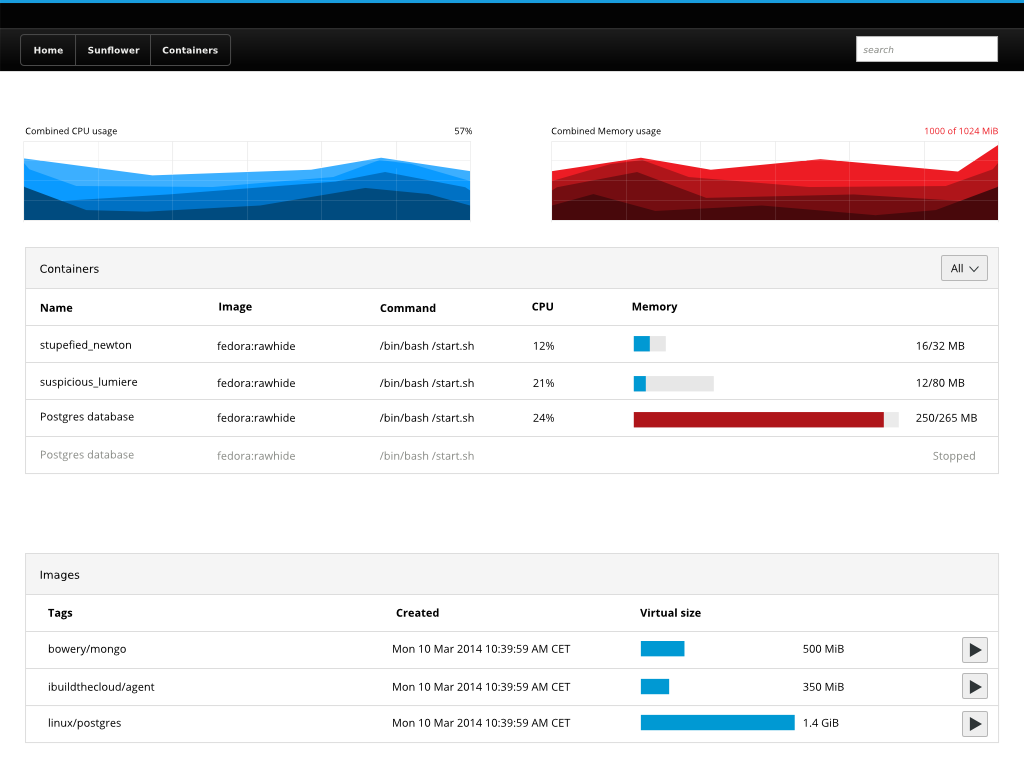 Home Sunflower Containers search
Combined CPU usage 57% Combined Memory usage 1000 of 1024 MiB
Containers All
Name Image Command CPU Memory
stupefied_newton fedora:rawhide /bin/bash /start.sh 12% 16/32 MB
suspicious_lumiere fedora:rawhide /bin/bash /start.sh 21% 12/80 MB
Postgres database fedora:rawhide /bin/bash /start.sh 24% 250/265 MB
Postgres database fedora:rawhide /bin/bash /start.sh Stopped
Images
Tags Created Virtual size
bowery/mongo Mon 10 Mar 2014 10:39:59 AM CET 500 MiB
ibuildthecloud/agent Mon 10 Mar 2014 10:39:59 AM CET 350 MiB
linux/postgres Mon 10 Mar 2014 10:39:59 AM CET 1.4 GiB